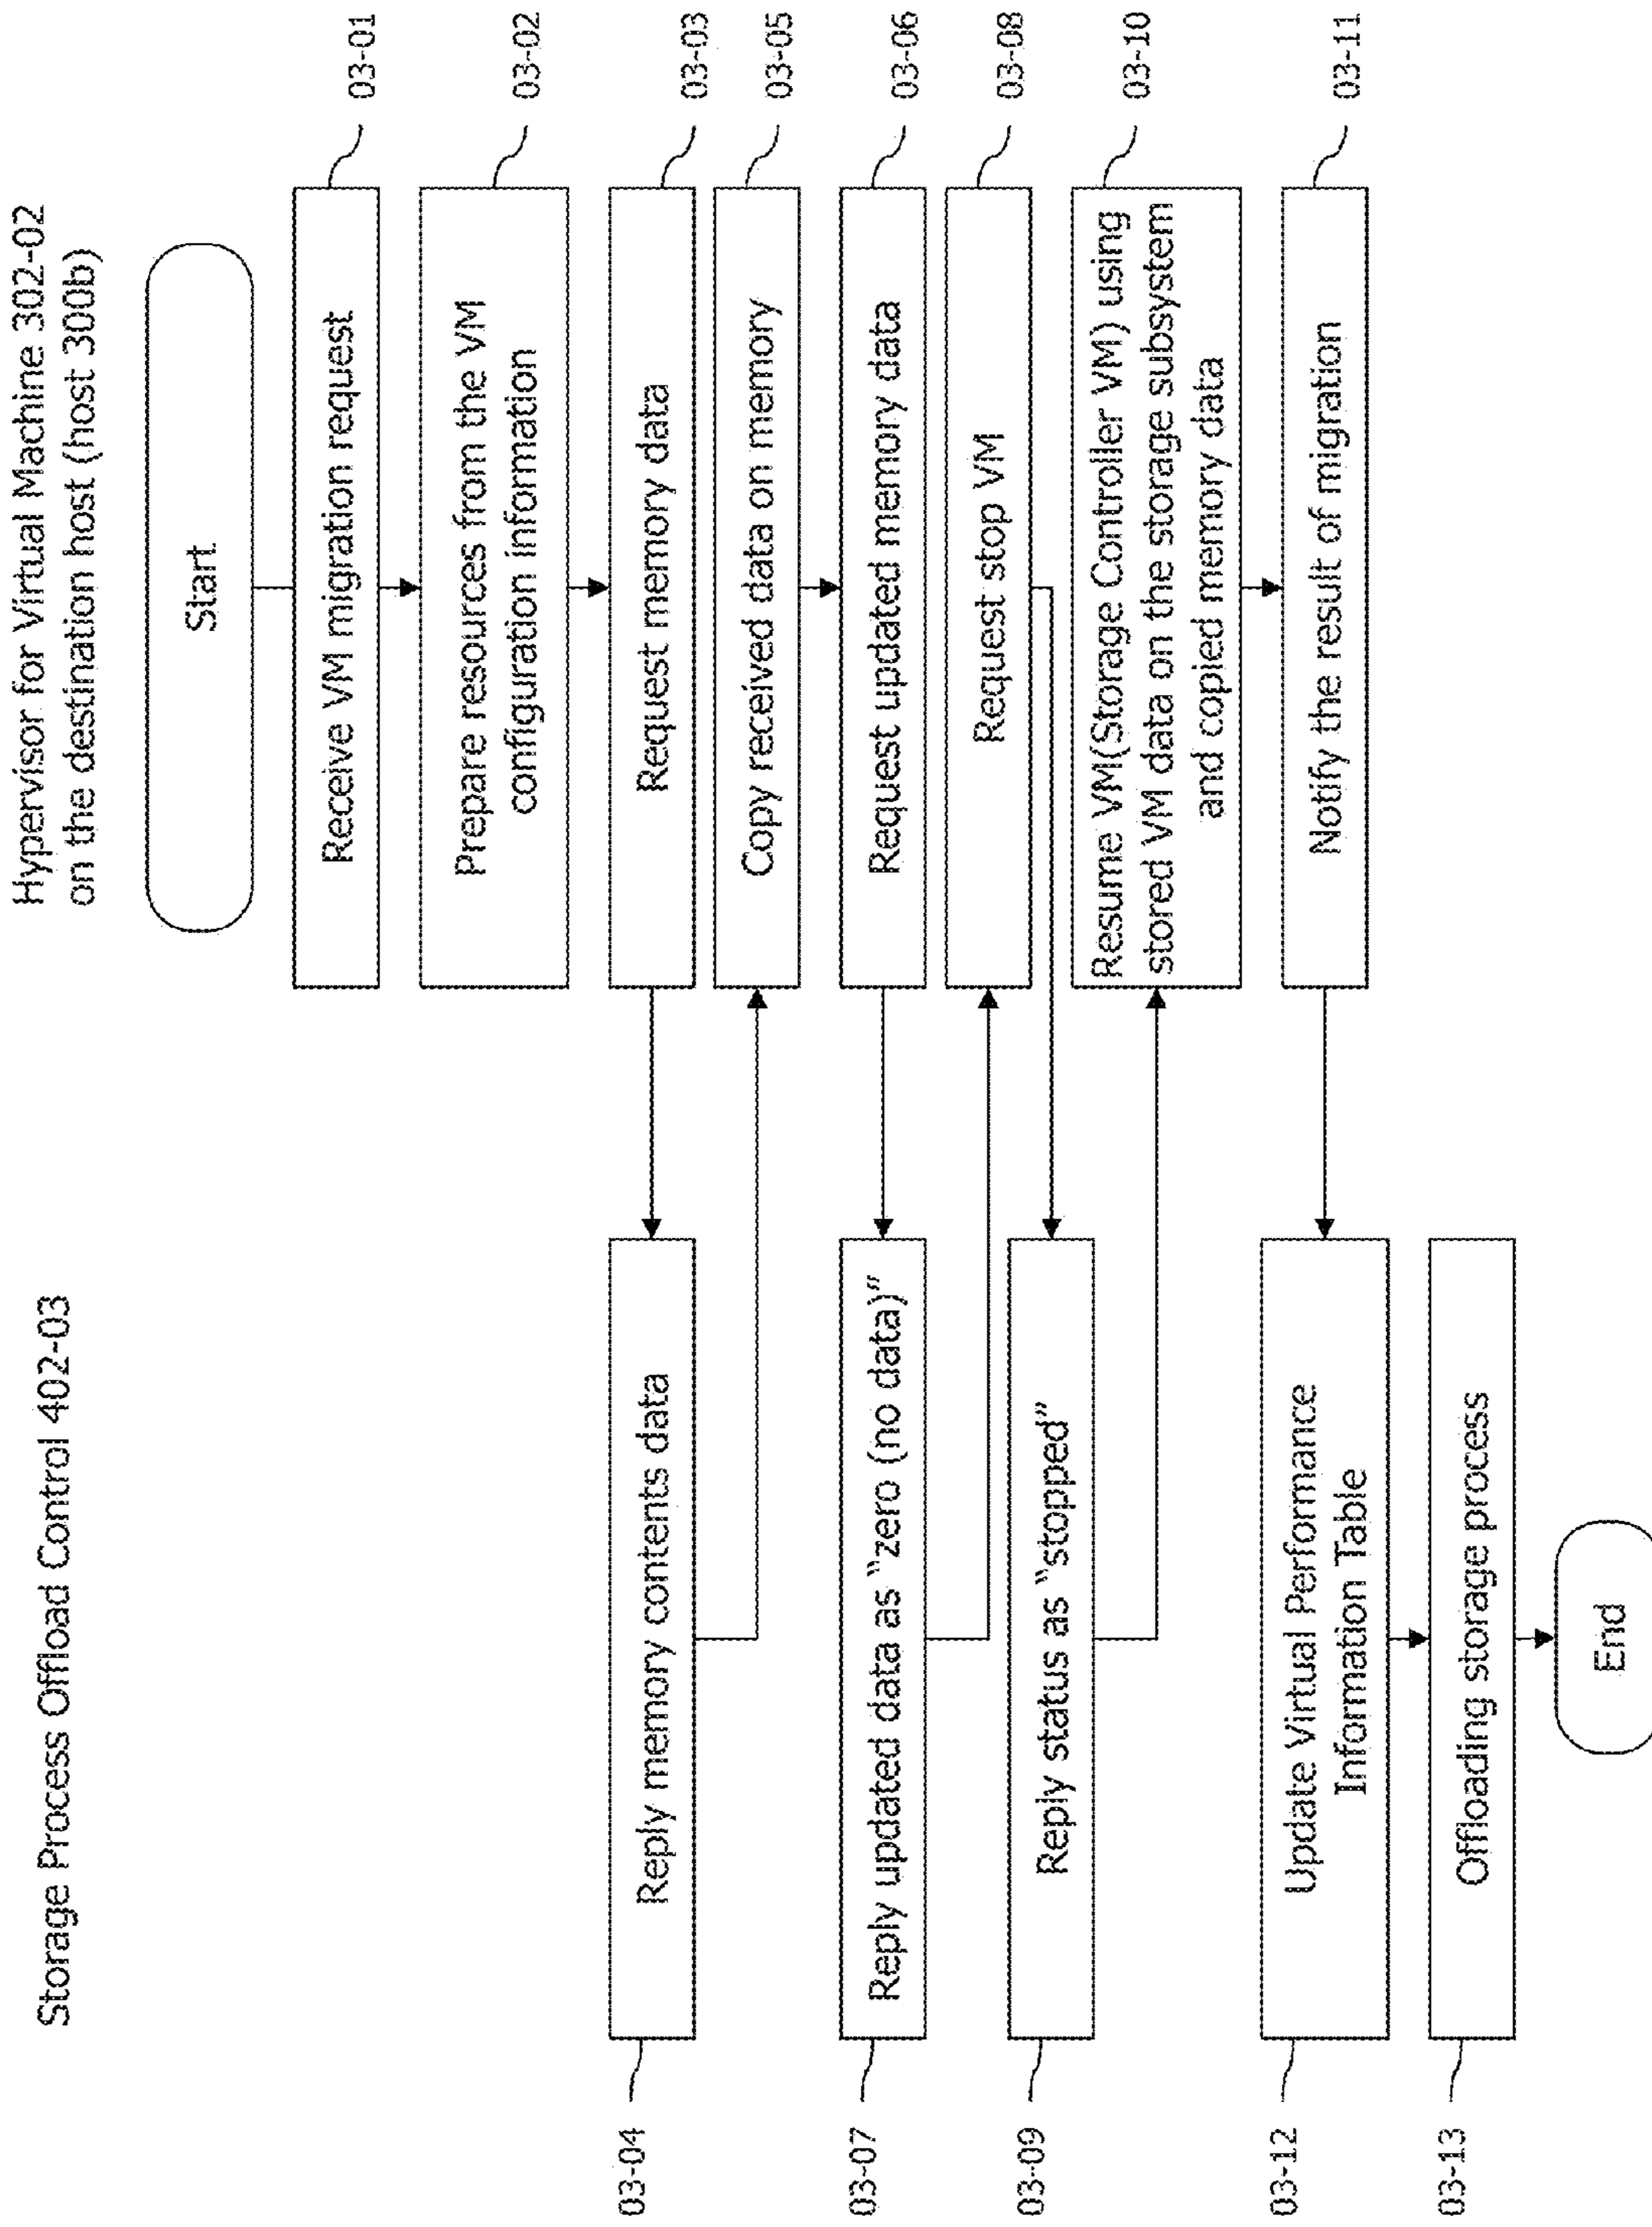 Storage Process Offload Control 402-03
Hypervisor for Virtual Machine 302-02
on the destination host (host 300b)
Start
Receive VM migration request
03-01
Prepare resources from the VM
configuration information
03-02
Request memory data
03-03
03-04
Reply memory contents data
Copy received data on memory
03-05
Request updated memory data
03-06
03-07
Reply updated data as “zero (no data)”
Request stop VM
03-08
03-09
Reply status as “stopped”
Resume VM(Storage Controller VM) using
stored VM data on the storage subsystem
and copied memory data
03-10
Notify the result of migration
03-11
03-12
Update Virtual Performance
Information Table
03-13
Offloading storage process
End